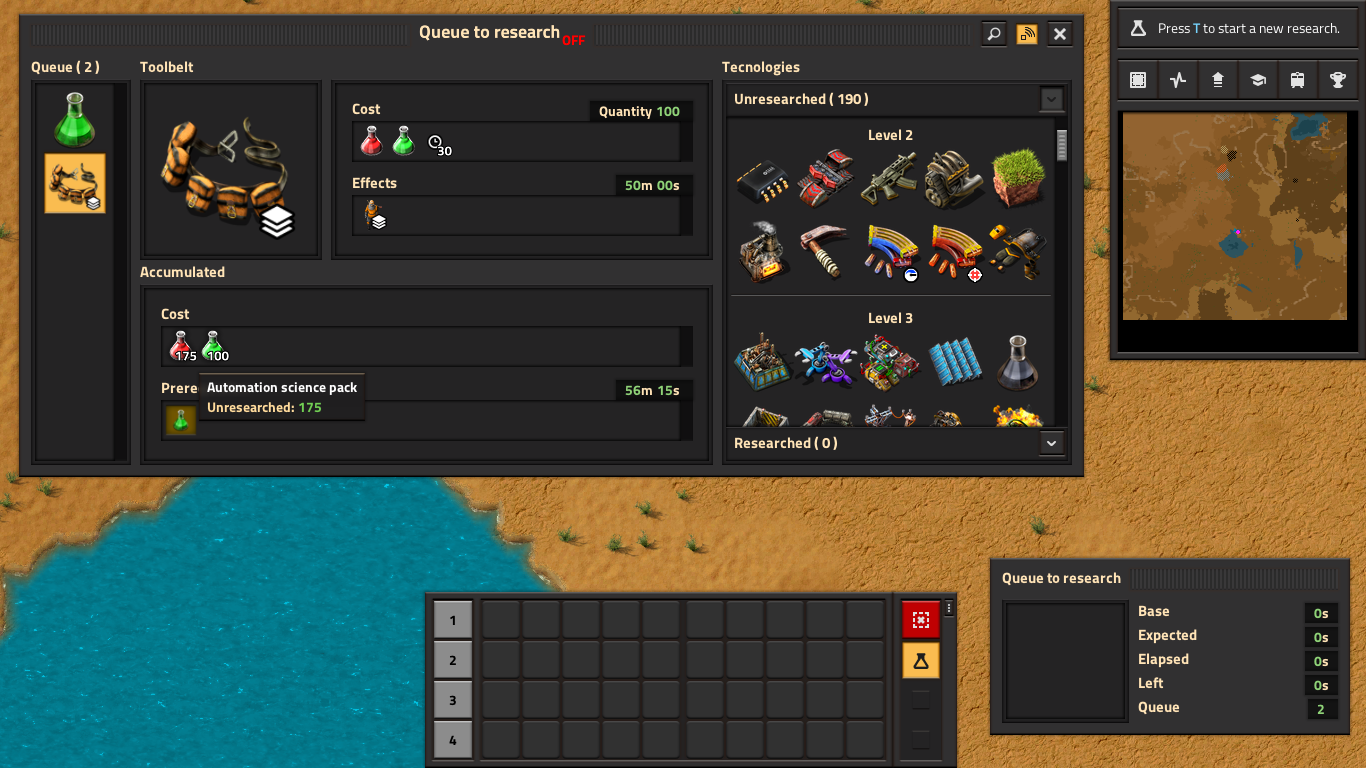 Queue to research OFF
Queue ( 2 )
Toolbelt
Cost
Quantity 100
30
Effects
50m 00s
Accumulated
Cost
175 100
Prere
56m 15s
Automation science pack
Unresearched: 175
Tecnologies
Unresearched ( 190 )
Level 2
Level 3
Researched ( 0 )
Press T to start a new research.
1
2
3
4
Queue to research
Base 0s
Expected 0s
Elapsed 0s
Left 0s
Queue 2